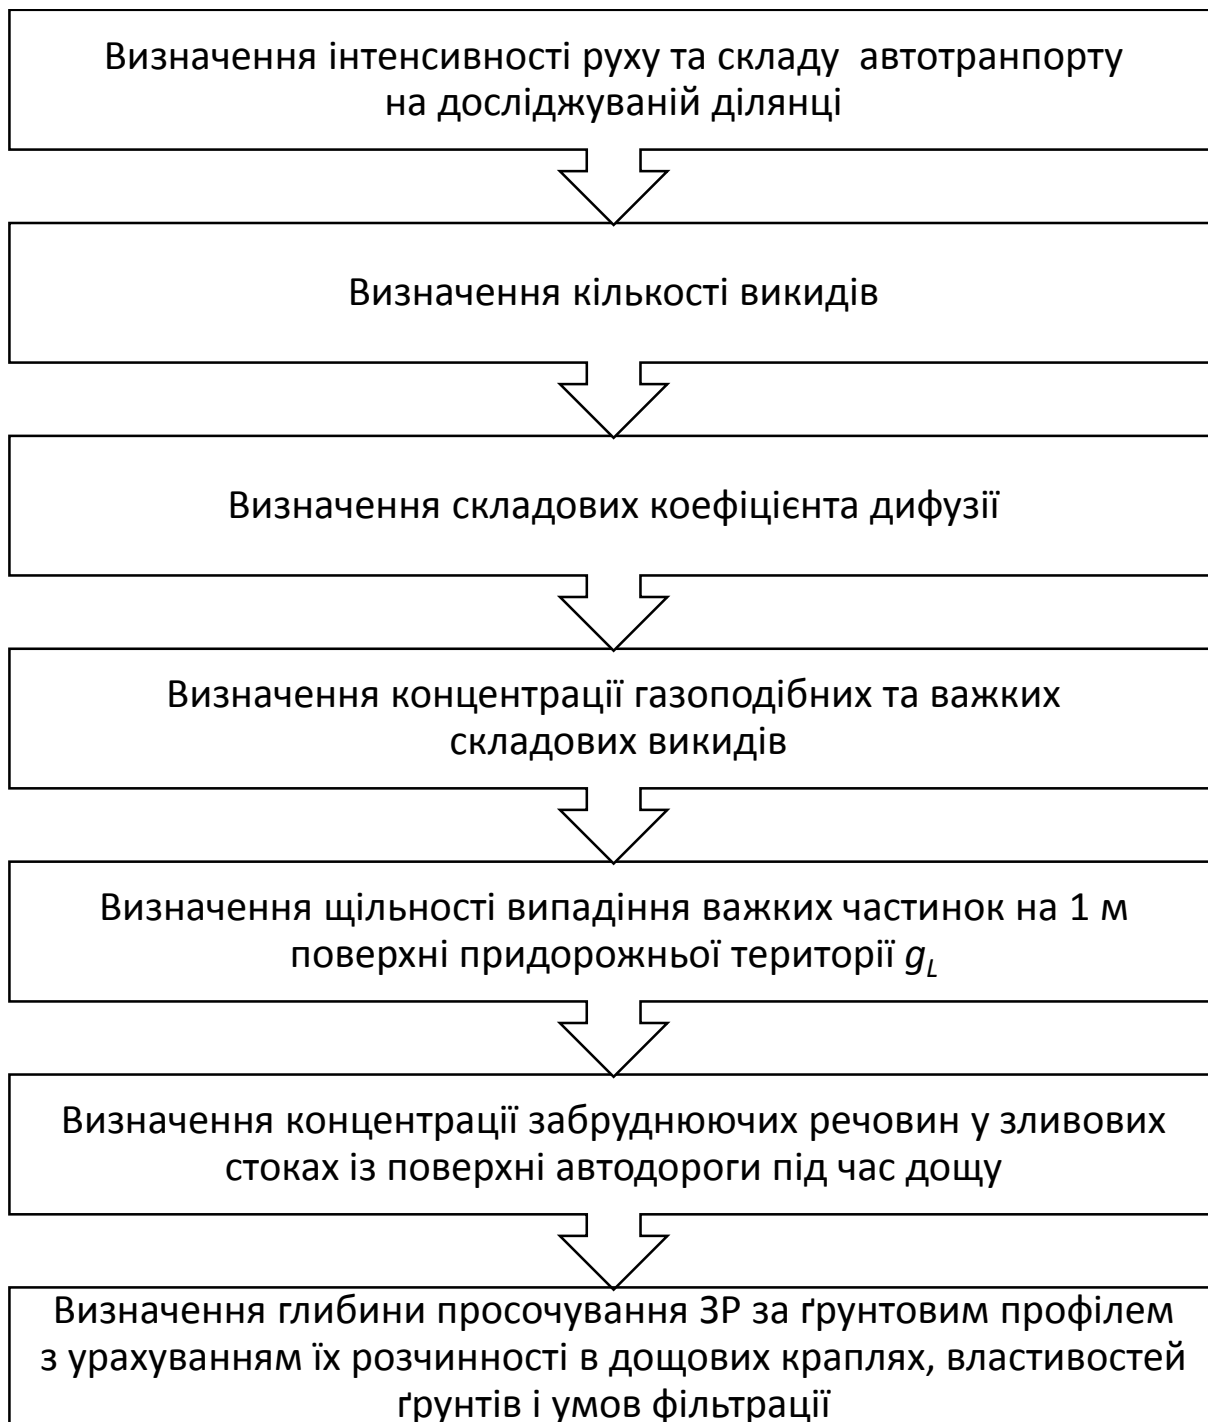 Визначення інтенсивності руху та складу автотранпорту
на досліджуваній ділянці
Визначення кількості викидів
Визначення складових коефіцієнта дифузії
Визначення концентрації газоподібних та важких
складових викидів
Визначення щільності випадіння важких частинок на 1 м
поверхні придорожньої території g_L
Визначення концентрації забруднюючих речовин у зливових
стоках із поверхні автодороги під час дощу
Визначення глибини просочування ЗР за ґрунтовим профілем
з урахуванням їх розчинності в дощових краплях, властивостей
ґрунтів і умов фільтрації